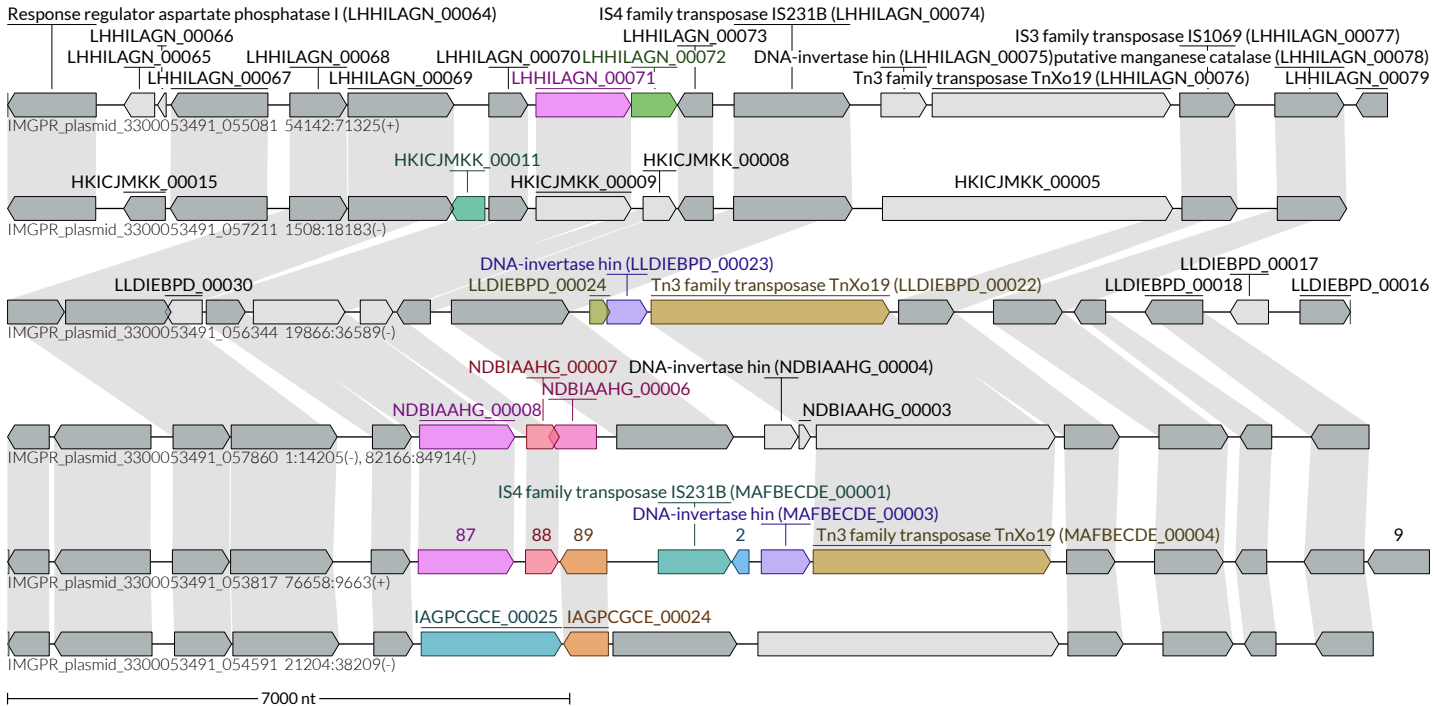 Response regulator aspartate phosphatase I (LHHILAGN_00064)
IS4 family transposase IS231B (LHHILAGN_00074)
LHHILAGN_00066
LHHILAGN_00073
IS3 family transposase IS1069 (LHHILAGN_00077)
LHHILAGN_00065
LHHILAGN_00068
LHHILAGN_00070
LHHILAGN_00072
DNA-invertase hin (LHHILAGN_00075)
putative manganese catalase (LHHILAGN_00078)
LHHILAGN_00067
LHHILAGN_00069
LHHILAGN_00071
Tn3 family transposase TnXo19 (LHHILAGN_00076)
LHHILAGN_00079
IMGPR_plasmid_3300053491_055081 54142:71325(+)
HKICJMKK_00011
HKICJMKK_00008
HKICJMKK_00015
HKICJMKK_00009
HKICJMKK_00005
IMGPR_plasmid_3300053491_057211 1508:18183(-)
DNA-invertase hin (LLDIEBPD_00023)
LLDIEBPD_00017
LLDIEBPD_00030
LLDIEBPD_00024
Tn3 family transposase TnXo19 (LLDIEBPD_00022)
LLDIEBPD_00018
LLDIEBPD_00016
IMGPR_plasmid_3300053491_056344 19866:36589(-)
NDBIAAHG_00007
DNA-invertase hin (NDBIAAHG_00004)
NDBIAAHG_00006
NDBIAAHG_00008
NDBIAAHG_00003
IMGPR_plasmid_3300053491_057860 1:14205(-), 82166:84914(-)
IS4 family transposase IS231B (MAFBECDE_00001)
DNA-invertase hin (MAFBECDE_00003)
87
88
89
2
Tn3 family transposase TnXo19 (MAFBECDE_00004)
9
IMGPR_plasmid_3300053491_053817 76658:9663(+)
IAGPCGCE_00025
IAGPCGCE_00024
IMGPR_plasmid_3300053491_054591 21204:38209(-)
7000 nt